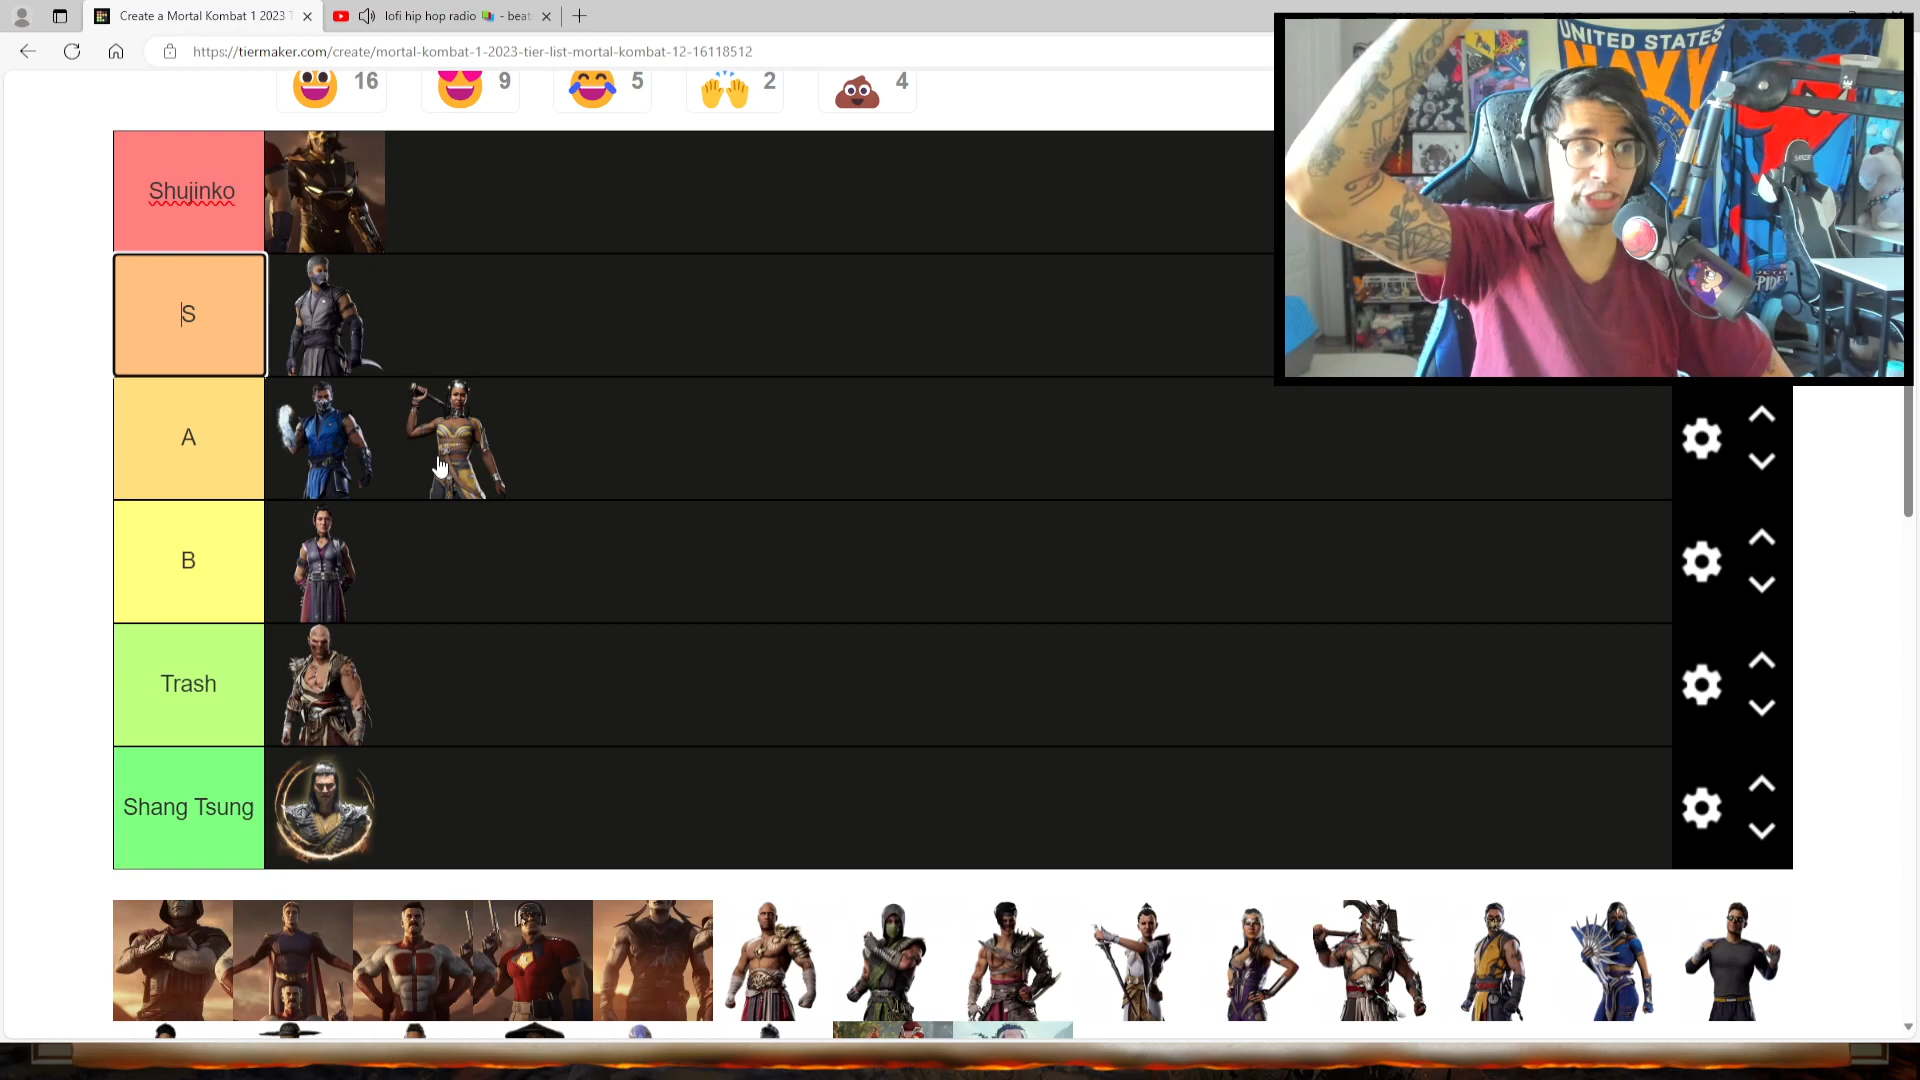 Create a Mortal Kombat 1 2023 T
lofi hip hop radio - beat
https://tiermaker.com/create/mortal-kombat-1-2023-tier-list-mortal-kombat-12-16118512
16
9
5
2
4
Shujinko
S
A
B
Trash
Shang Tsung
UNITED STATES
NAVY